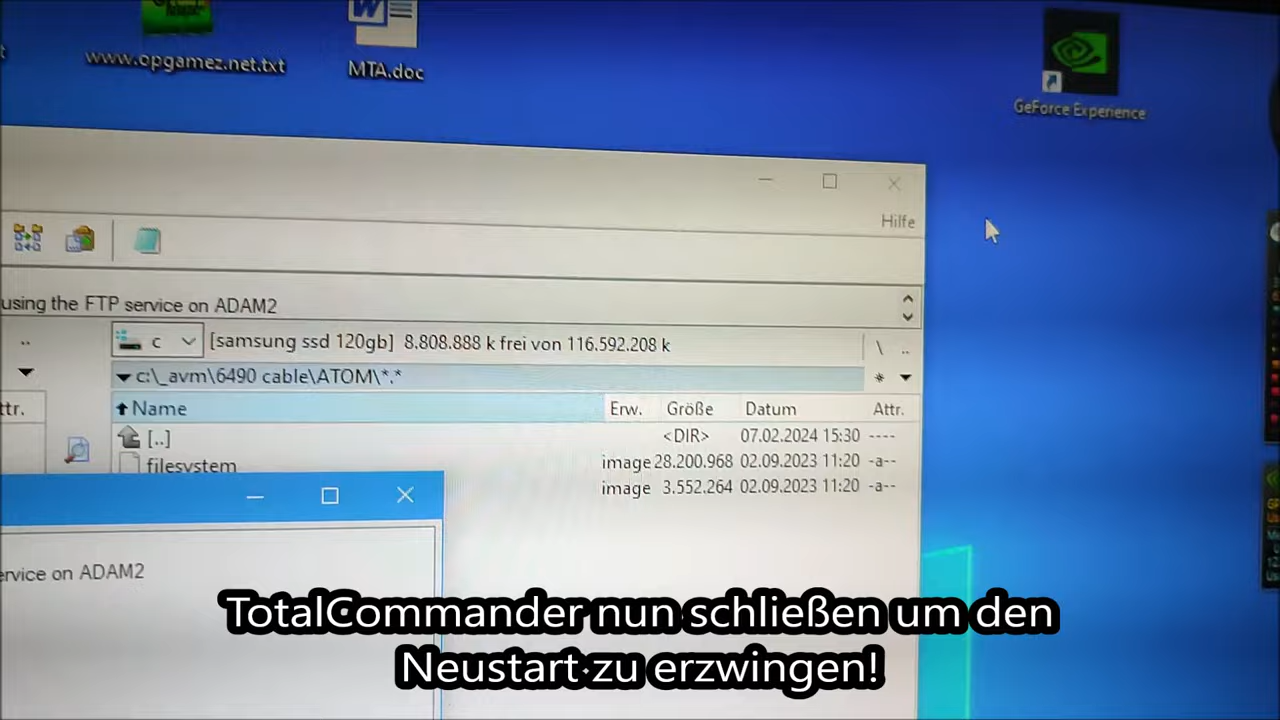 www.opgamez.net.txt
MTA.doc
GeForce Experience
Hilfe
using the FTP service on ADAM2
.. c [samsung ssd 120gb] 8.808.888 k frei von 116.592.208 k \ ..
c:\_avm\6490 cable\ATOM\*.* *
ttr. Name Erw. Größe Datum Attr.
[..] <DIR> 07.02.2024 15:30 ----
filesystem image 28.200.968 02.09.2023 11:20 -a--
image 3.552.264 02.09.2023 11:20 -a--
ervice on ADAM2
TotalCommander nun schließen um den
Neustart zu erzwingen!